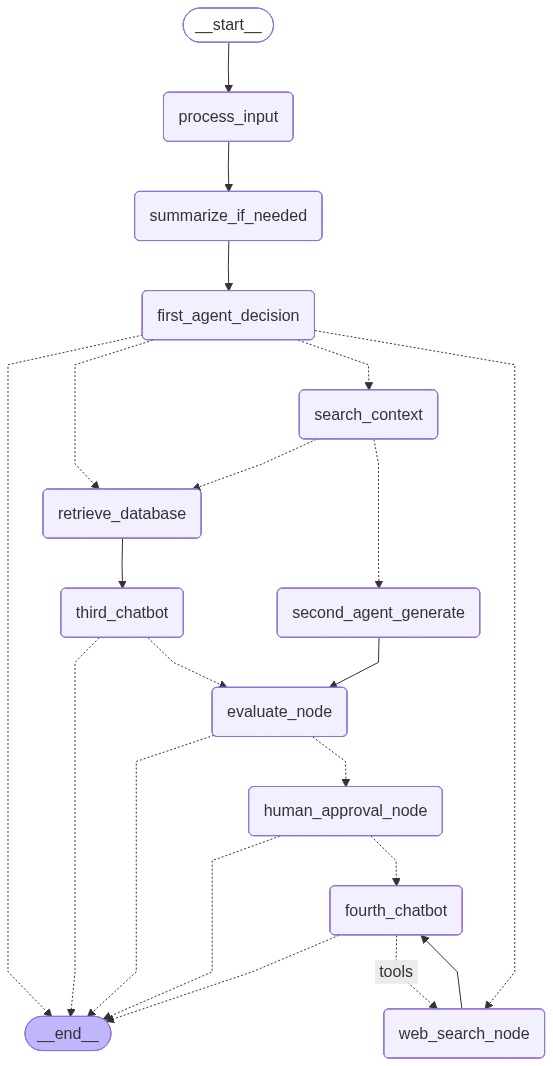 __start__
process_input
summarize_if_needed
first_agent_decision
search_context
retrieve_database
third_chatbot
second_agent_generate
evaluate_node
human_approval_node
fourth_chatbot
tools
__end__
web_search_node